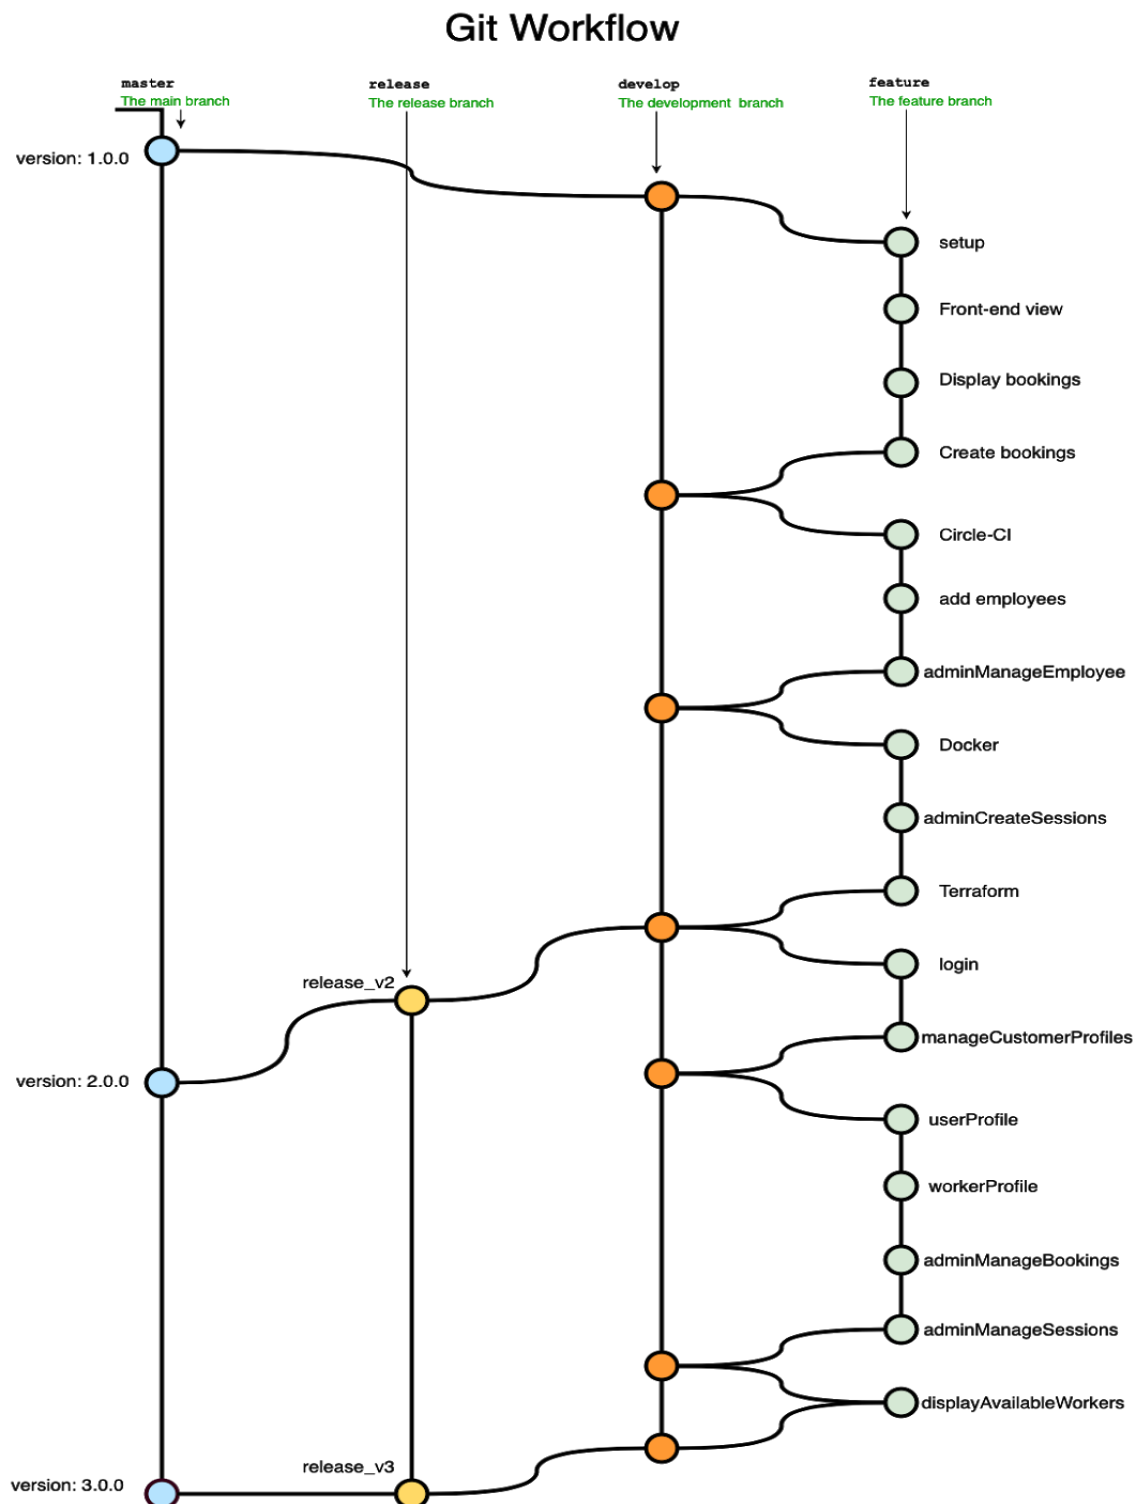 Git Workflow
master
The main branch
release
The release branch
develop
The development branch
feature
The feature branch
version: 1.0.0
setup
Front-end view
Display bookings
Create bookings
Circle-CI
add employees
adminManageEmployee
Docker
adminCreateSessions
Terraform
login
release_v2
manageCustomerProfiles
version: 2.0.0
userProfile
workerProfile
adminManageBookings
adminManageSessions
displayAvailableWorkers
release_v3
version: 3.0.0